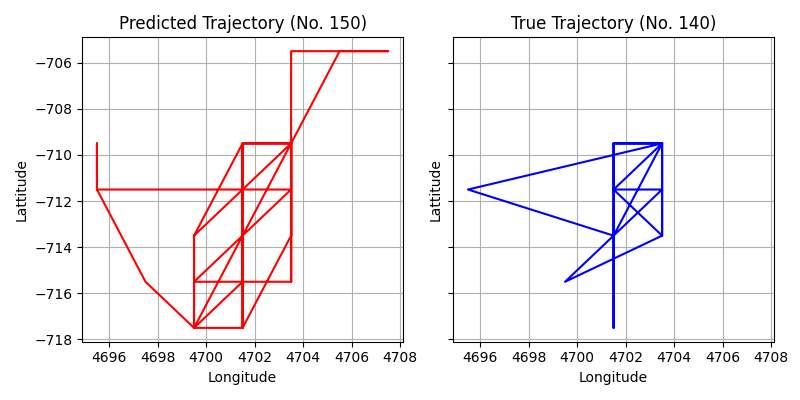 Predicted Trajectory (No. 150)
True Trajectory (No. 140)
−706
−708
−710
−712
−714
−716
−718
Lattitude
Lattitude
4696 4698 4700 4702 4704 4706 4708
4696 4698 4700 4702 4704 4706 4708
Longitude
Longitude